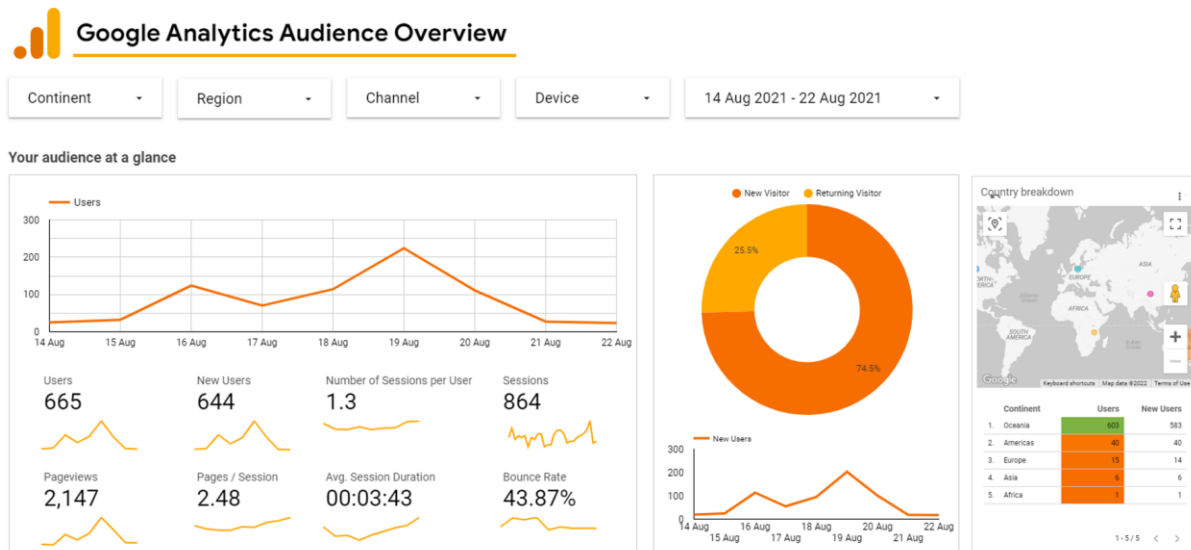 Google Analytics Audience Overview
Continent
Region
Channel
Device
14 Aug 2021 - 22 Aug 2021
Your audience at a glance
Users
300
200
100
0
14 Aug 15 Aug 16 Aug 17 Aug 18 Aug 19 Aug 20 Aug 21 Aug 22 Aug
Users New Users Number of Sessions per User Sessions
665 644 1.3 864
Pageviews Pages / Session Avg. Session Duration Bounce Rate
2,147 2.48 00:03:43 43.87%
New Visitor Returning Visitor
25.5%
74.5%
New Users
300
200
100
0
14 Aug 16 Aug 18 Aug 20 Aug 22 Aug
15 Aug 17 Aug 19 Aug 21 Aug
Country breakdown
ASIA
EUROPE
AFRICA
SOUTH
AMERICA
Google
Keyboard shortcuts Map data ©2022 Terms of Use
Continent Users New Users
1. Oceania 603 583
2. Americas 40 40
3. Europe 15 14
4. Asia 6 6
5. Africa 1 1
1 - 5 / 5